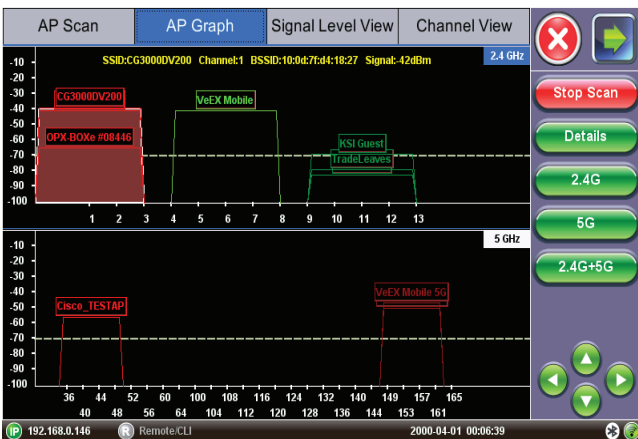 AP Scan AP Graph Signal Level View Channel View
SSID:CG3000DV200 Channel:1 BSSID:10:0d:7f:d4:18:27 Signal:-42dBm 2.4 GHz
-10
-20
-30
-40
-50
-60
-70
-80
-90
-100
CG3000DV200
VeEX Mobile
OPX-BOXe #08446
KSI Guest
TradeLeaves
1 2 3 4 5 6 7 8 9 10 11 12 13
5 GHz
-10
-20
-30
-40
-50
-60
-70
-80
-90
-100
VeEX Mobile 5G
Cisco_TESTAP
36 44 52 60 100 108 116 124 132 140 149 157 165
40 48 56 64 104 112 120 128 136 144 153 161
Stop Scan
Details
2.4G
5G
2.4G+5G
IP 192.168.0.146 R Remote/CLI 2000-04-01 00:06:39